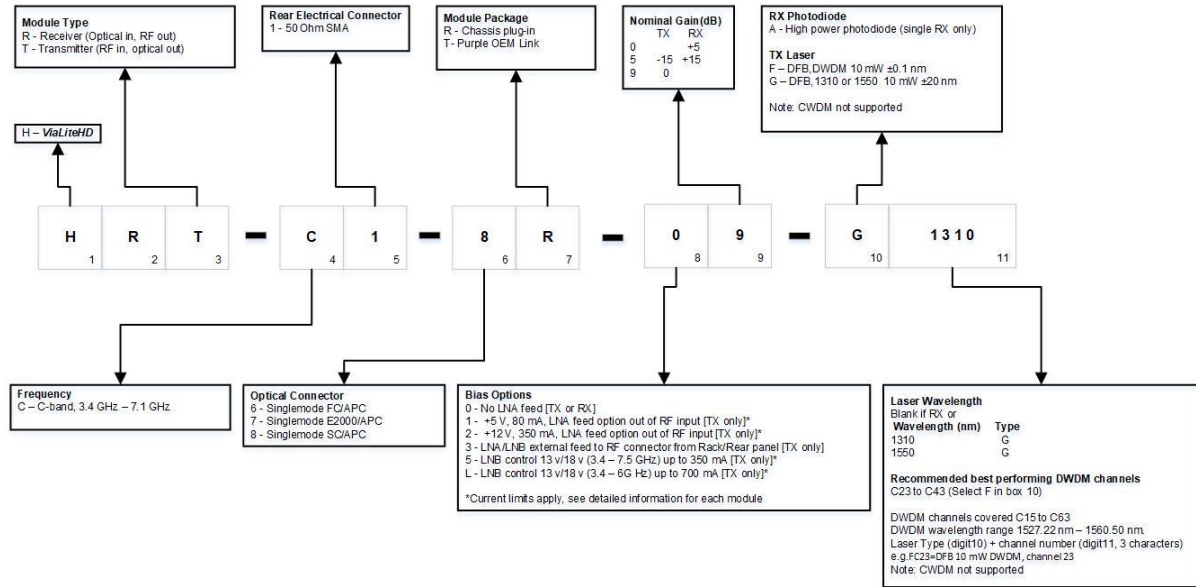 Module Type
R - Receiver (Optical in, RF out)
T - Transmitter (RF in, optical out)
Rear Electrical Connector
1 - 50 Ohm SMA
Module Package
R - Chassis plug-in
T- Purple OEM Link
Nominal Gain(dB)
TX RX
0 +5
5 -15 +15
9 0
RX Photodiode
A - High power photodiode (single RX only)
TX Laser
F – DFB, DWDM 10 mW ±0.1 nm
G – DFB, 1310 or 1550 10 mW ±20 nm
Note: CWDM not supported
H – ViaLiteHD
H R T - C 1 - 8 R - 0 9 - G 1310
1 2 3 4 5 6 7 8 9 10 11
Frequency
C – C-band, 3.4 GHz – 7.1 GHz
Optical Connector
6 - Singlemode FC/APC
7 - Singlemode E2000/APC
8 - Singlemode SC/APC
Bias Options
0 - No LNA feed [TX or RX]
1 - +5 V, 80 mA, LNA feed option out of RF input [TX only]*
2 - +12 V, 350 mA, LNA feed option out of RF input [TX only]*
3 - LNA/LNB external feed to RF connector from Rack/Rear panel [TX only]
5 - LNB control 13 v/18 v (3.4 – 7.5 GHz) up to 350 mA [TX only]*
L - LNB control 13 v/18 v (3.4 – 6G Hz) up to 700 mA [TX only]*
*Current limits apply, see detailed information for each module
Laser Wavelength
Blank if RX or
Wavelength (nm) Type
1310 G
1550 G
Recommended best performing DWDM channels
C23 to C43 (Select F in box 10)
DWDM channels covered C15 to C63
DWDM wavelength range 1527.22 nm – 1560.50 nm.
Laser Type (digit10) + channel number (digit11, 3 characters)
e.g.FC23=DFB 10 mW DWDM, channel 23
Note: CWDM not supported